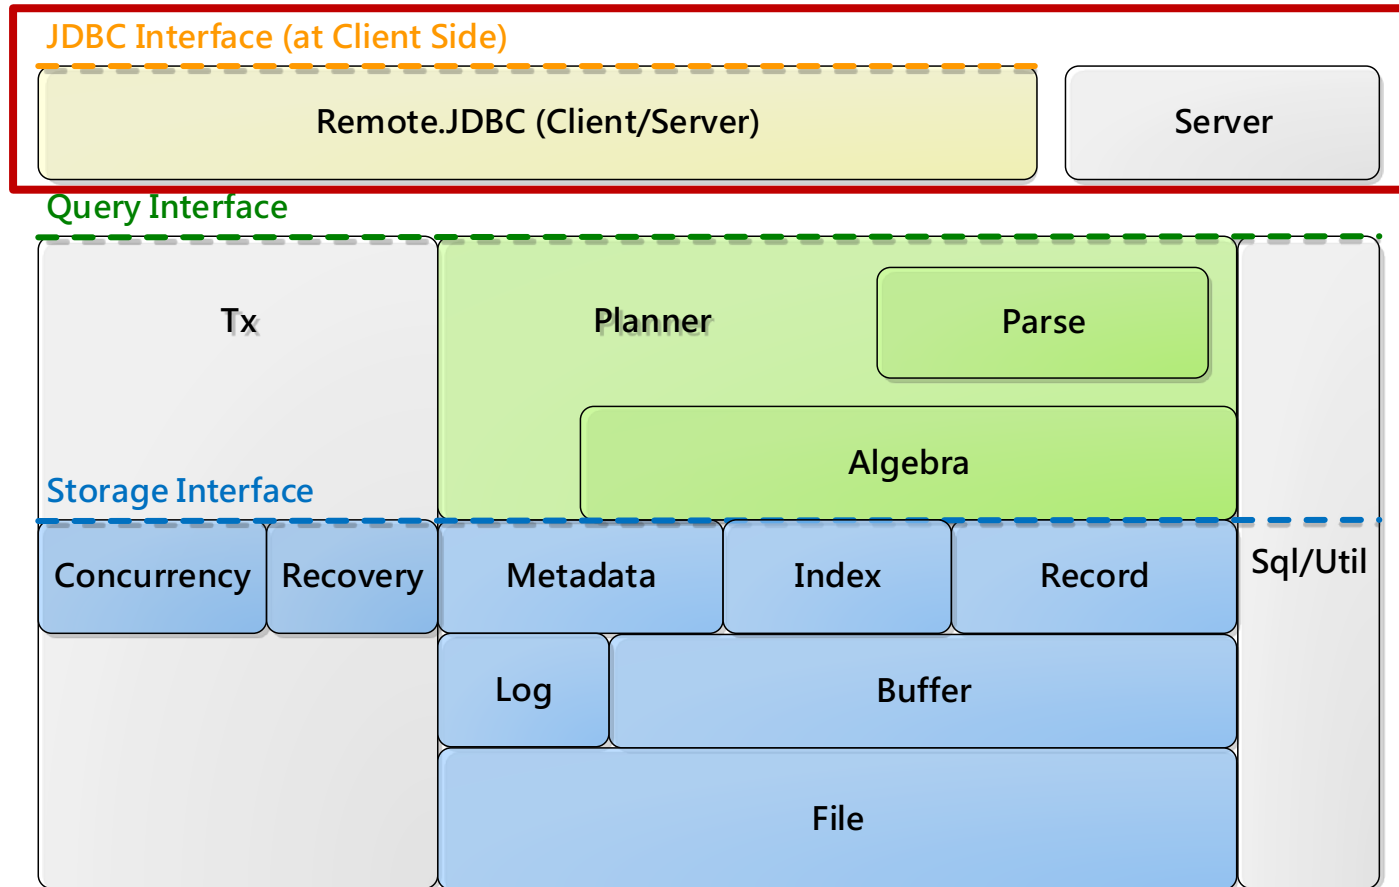 JDBC Interface (at Client Side)
Remote.JDBC (Client/Server)
Server
Query Interface
Tx
Planner
Parse
Algebra
Storage Interface
Concurrency
Recovery
Metadata
Index
Record
Sql/Util
Log
Buffer
File